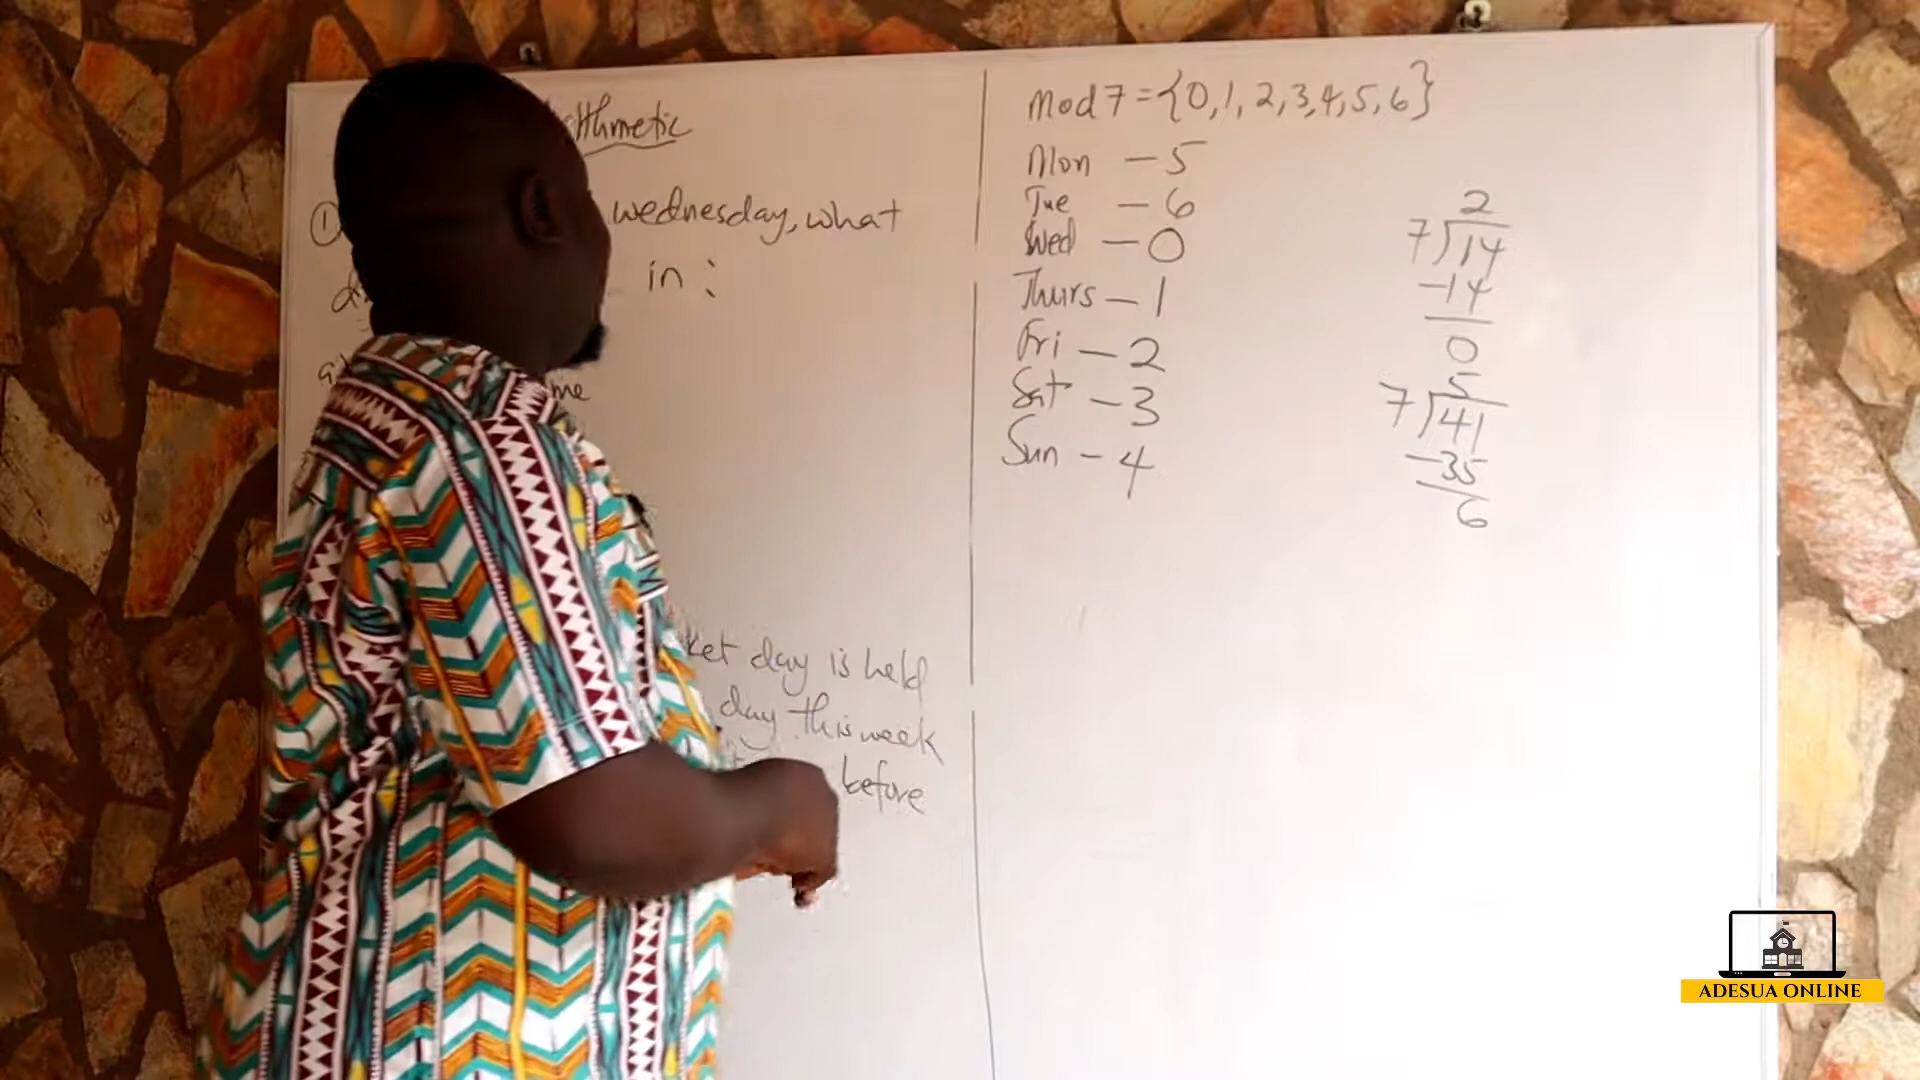 wednesday, what
in :
me
day is held
day this week
before
mod 7 = {0, 1, 2, 3, 4, 5, 6}
Mon - 5
Tue - 6
Wed - 0
Thurs - 1
Fri - 2
Sat - 3
Sun - 4
2
7)14
-14
0
5
7)41
-35
6
ADESUA ONLINE